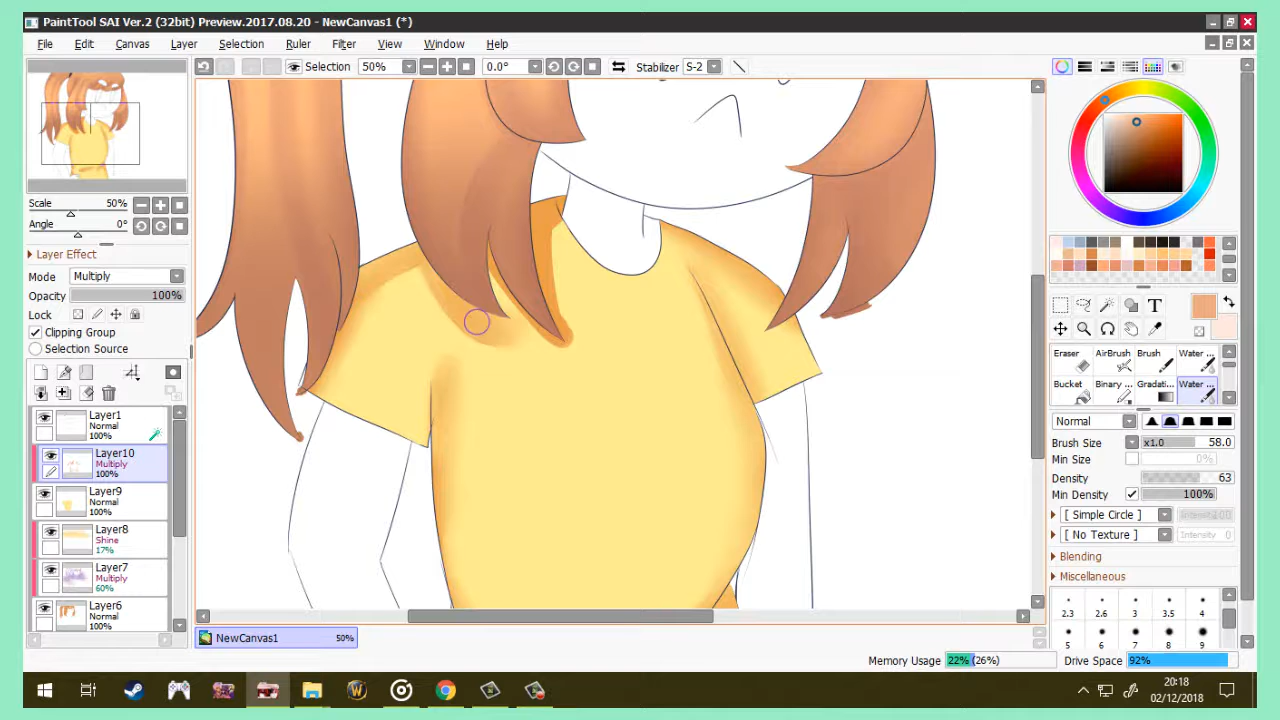 PaintTool SAI Ver.2 (32bit) Preview.2017.08.20 - NewCanvas1 (*)
File Edit Canvas Layer Selection Ruler Filter View Window Help
Selection 50% 0.0° Stabilizer S-2
Scale 50%
Angle 0°
Layer Effect
Mode Multiply
Opacity 100%
Lock
Clipping Group
Selection Source
Layer1
Normal
100%
Layer10
Multiply
100%
Layer9
Normal
100%
Layer8
Shine
17%
Layer7
Multiply
60%
Layer6
Normal
100%
T
Eraser AirBrush Brush Water ...
Bucket Binary ... Gradati... Water ...
Normal
Brush Size x1.0 58.0
Min Size 0%
Density 63
Min Density 100%
[ Simple Circle ]
[ No Texture ] Intensity 0
Blending
Miscellaneous
2.3 2.6 3 3.5 4
5 6 7 8 9
NewCanvas1 50%
Memory Usage 22% (26%) Drive Space 92%
20:18
02/12/2018